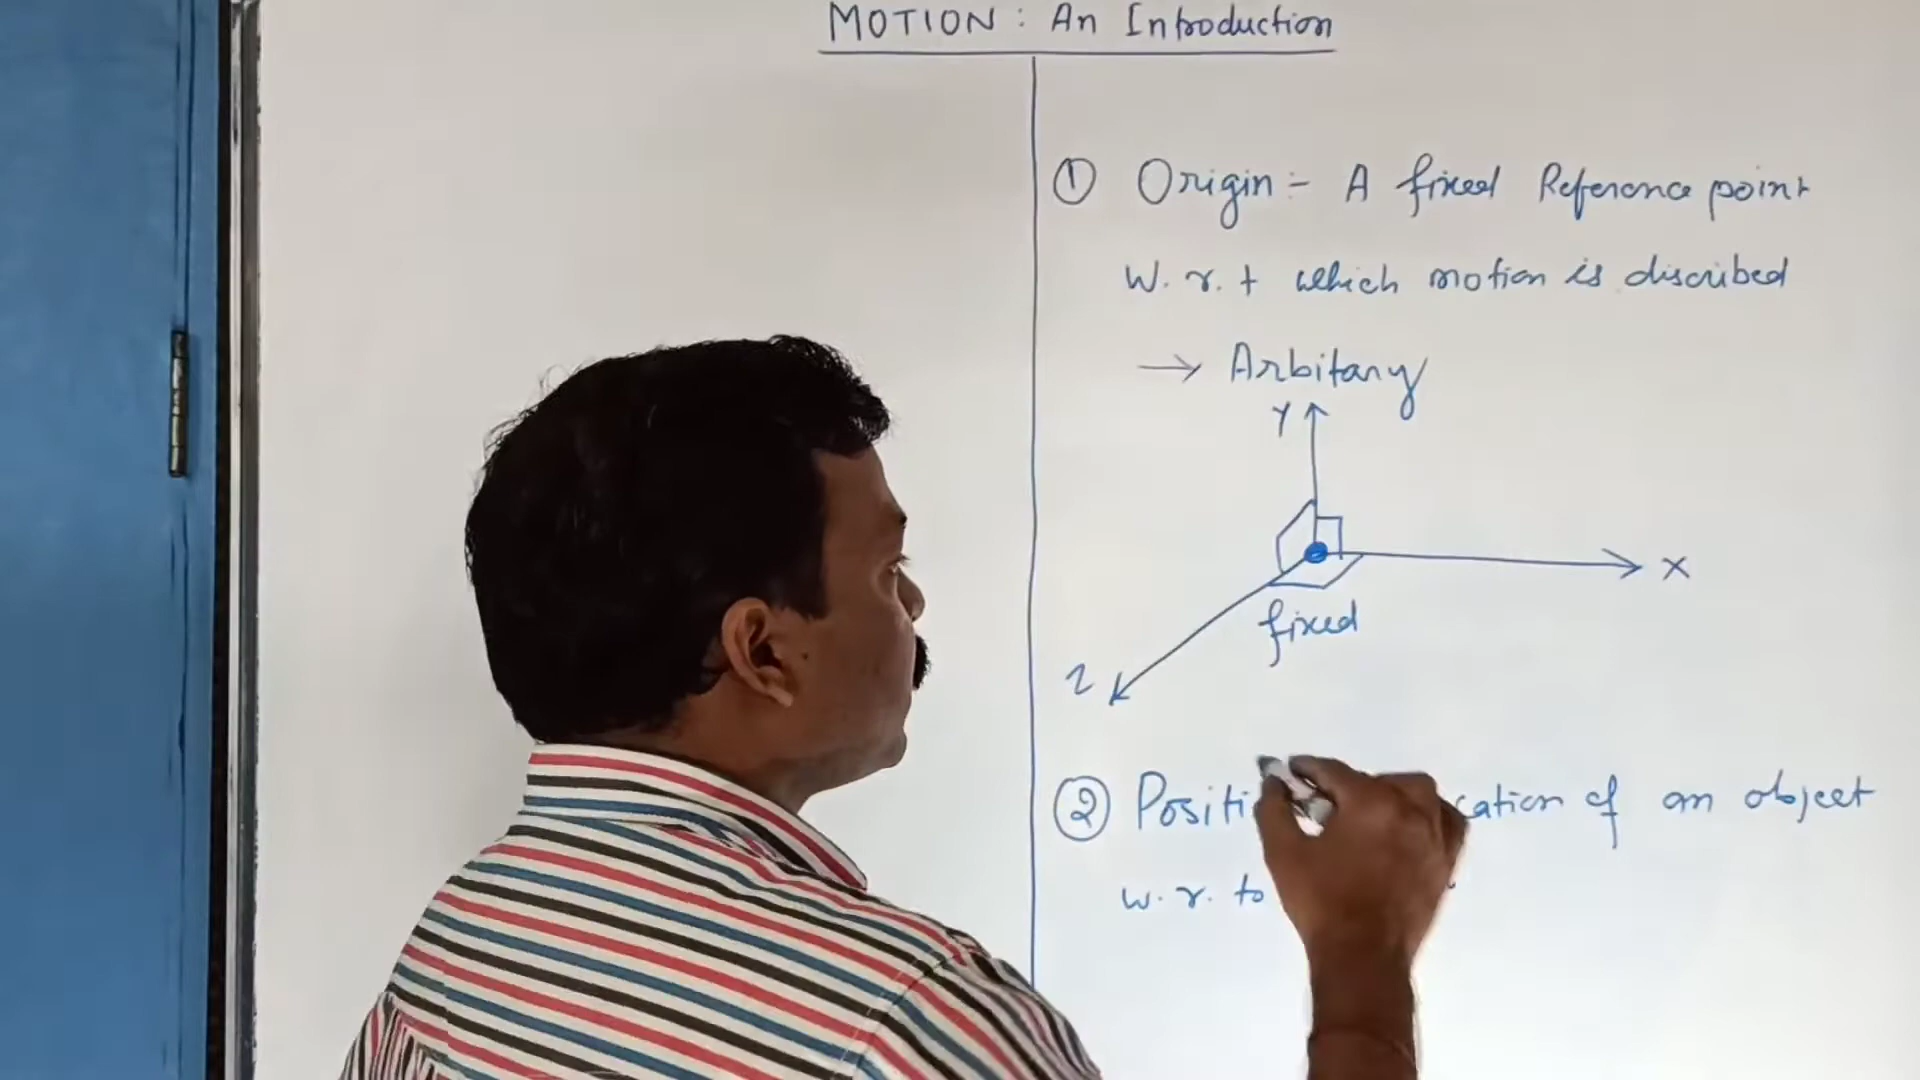 MOTION : An Introduction
① Origin :- A fixed Reference point
W. r. t which motion is discribed
→ Arbitary
Y
X
fixed
Z
② cation of an object
w. r. to